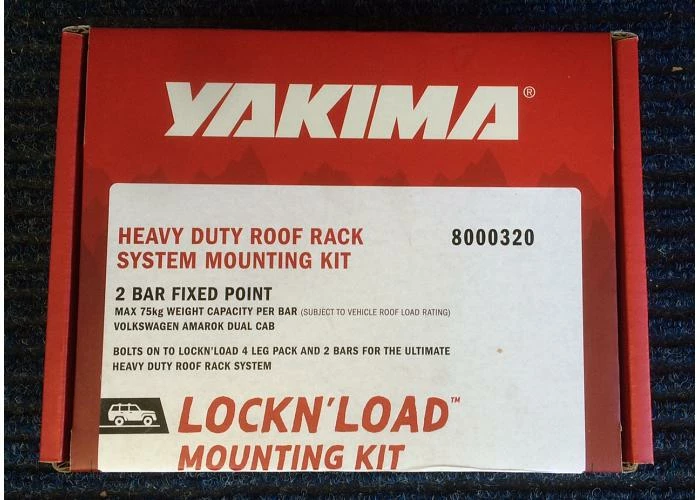 YAKIMA®
HEAVY DUTY ROOF RACK 8000320
SYSTEM MOUNTING KIT
2 BAR FIXED POINT
MAX 75kg WEIGHT CAPACITY PER BAR (SUBJECT TO VEHICLE ROOF LOAD RATING)
VOLKSWAGEN AMAROK DUAL CAB
BOLTS ON TO LOCKN'LOAD 4 LEG PACK AND 2 BARS FOR THE ULTIMATE
HEAVY DUTY ROOF RACK SYSTEM
LOCKN'LOAD™
MOUNTING KIT